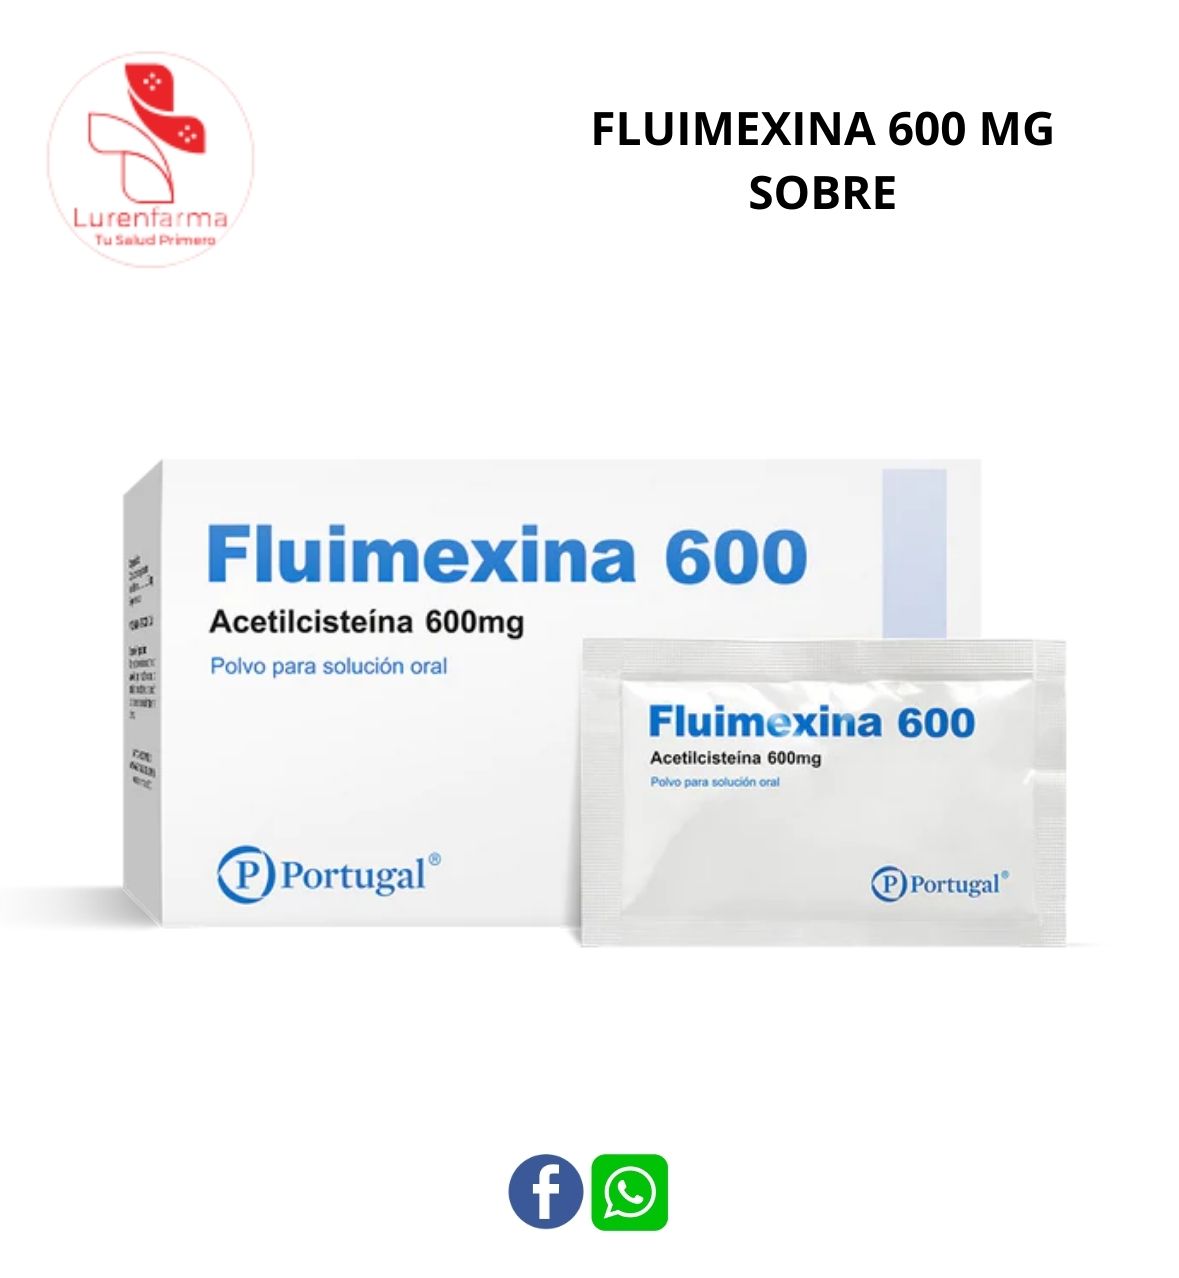 Lurenfarma
Tu Salud Primero
FLUIMEXINA 600 MG
SOBRE
Fluimexina 600
Acetilcisteína 600mg
Polvo para solución oral
P Portugal®
Fluimexina 600
Acetilcisteína 600mg
Polvo para solución oral
P Portugal®